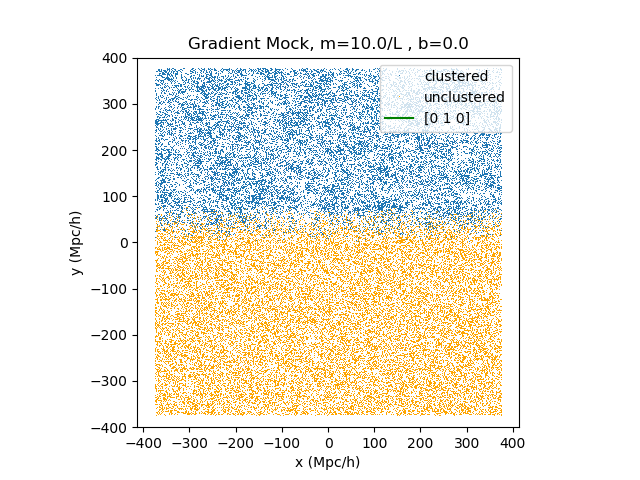 Gradient Mock, m=10.0/L , b=0.0
clustered
unclustered
[0 1 0]
400
300
200
100
0
−100
−200
−300
−400
y (Mpc/h)
−400 −300 −200 −100 0 100 200 300 400
x (Mpc/h)